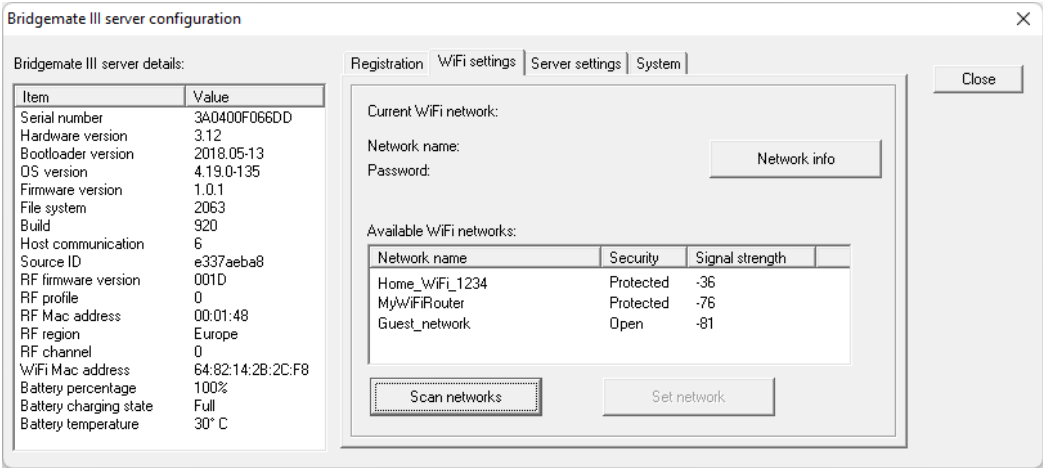 Bridgemate III server configuration
Bridgemate III server details:
Item Value
Serial number 3A0400F066DD
Hardware version 3.12
Bootloader version 2018.05-13
OS version 4.19.0-135
Firmware version 1.0.1
File system 2063
Build 920
Host communication 6
Source ID e337aeba8
RF firmware version 001D
RF profile 0
RF Mac address 00:01:48
RF region Europe
RF channel 0
WiFi Mac address 64:82:14:2B:2C:F8
Battery percentage 100%
Battery charging state Full
Battery temperature 30° C
Registration WiFi settings Server settings System
Current WiFi network:
Network name:
Password:
Network info
Available WiFi networks:
Network name Security Signal strength
Home_WiFi_1234 Protected -36
MyWiFiRouter Protected -76
Guest_network Open -81
Scan networks Set network
Close